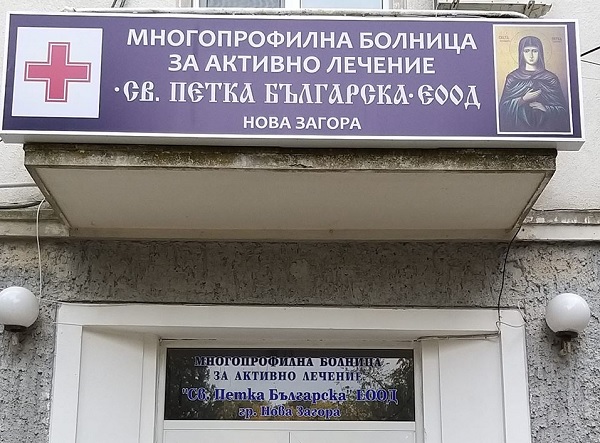 МНОГОПРОФИЛНА БОЛНИЦА
ЗА АКТИВНО ЛЕЧЕНИЕ
·СВ. ПЕТКА БЪЛГАРСКА· ЕООД
НОВА ЗАГОРА
МНОГОПРОФИЛНА БОЛНИЦА
ЗА АКТИВНО ЛЕЧЕНИЕ
"Св. Петка Българска" ЕООД
гр. Нова Загора